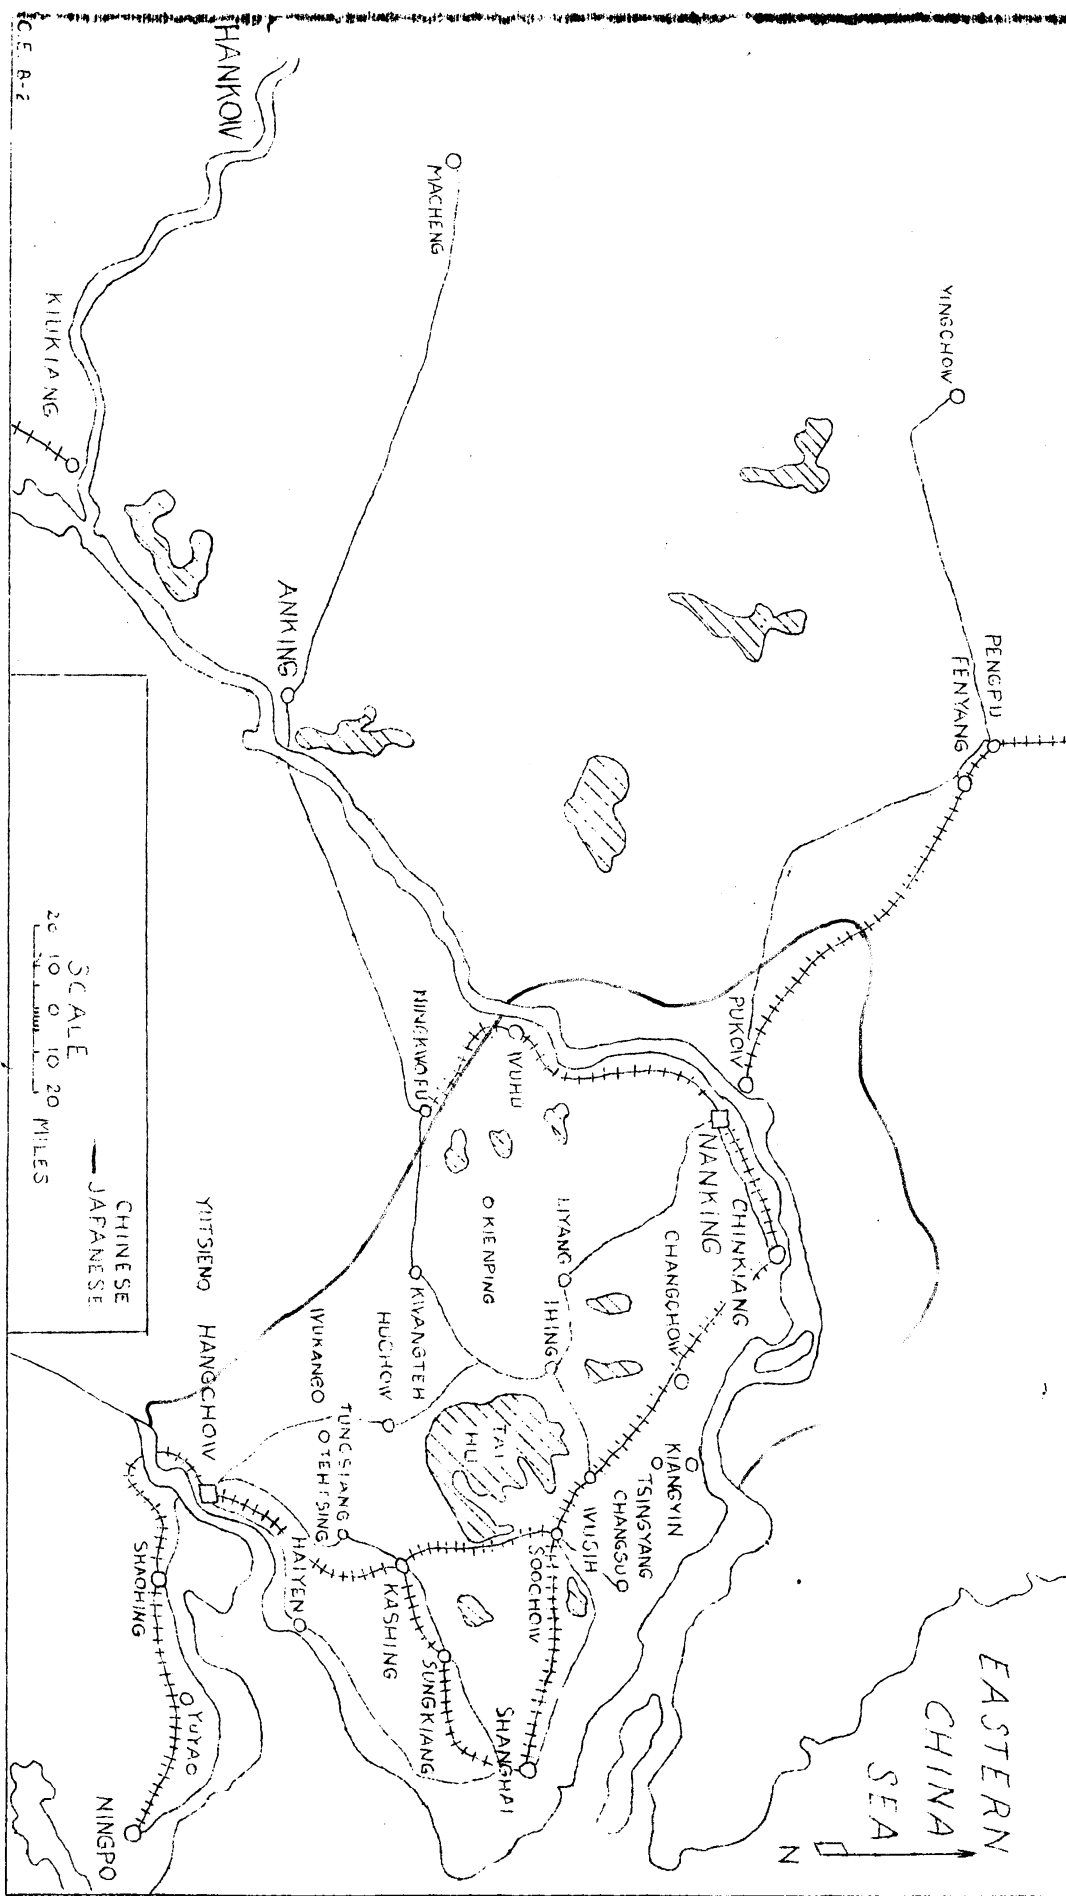 EASTERN
CHINA
SEA
N
YINGCHOW
PENGPU
FENYANG
PUKOW
MACHENG
HANKOW
KIUKIANG
ANKING
NINGKWOFU
WUHU
NANKING
CHINKIANG
CHANGCHOW
LIYANG
IHING
KIENPING
KWANGTEH
HUCHOW
WUKANG
TEHTSING
TUNGSIANG
TAI
HU
KIANGYIN
TSINGYANG
CHANGSU
WUSIH
SOOCHOW
KASHING
SUNGKIANG
SHANGHAI
HAIYEN
YUTSIEN
HANGCHOW
SHAOHING
YUYAO
NINGPO
CHINESE
JAPANESE
SCALE
20 10 0 10 20 MILES
C.E. B-2